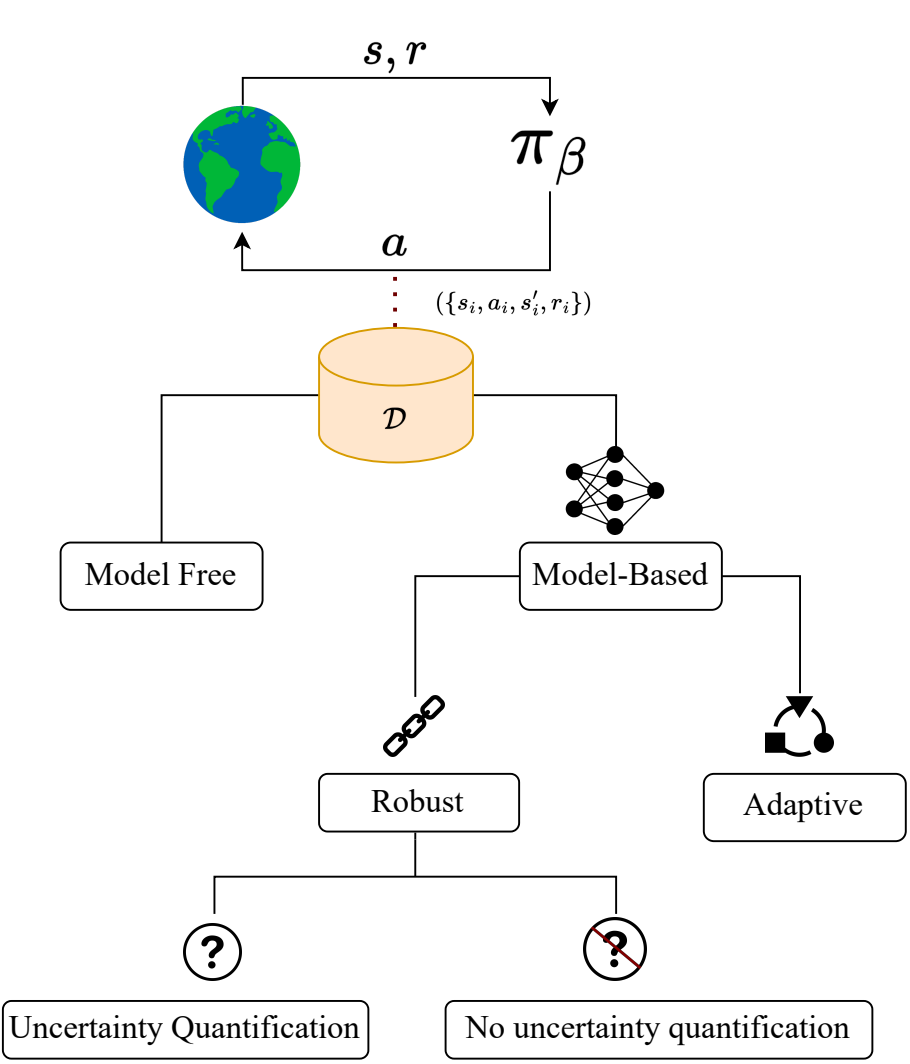 s, r
π_β
a
({s_i, a_i, s'_i, r_i})
𝒟
Model Free
Model-Based
Robust
Adaptive
?
?
Uncertainty Quantification
No uncertainty quantification